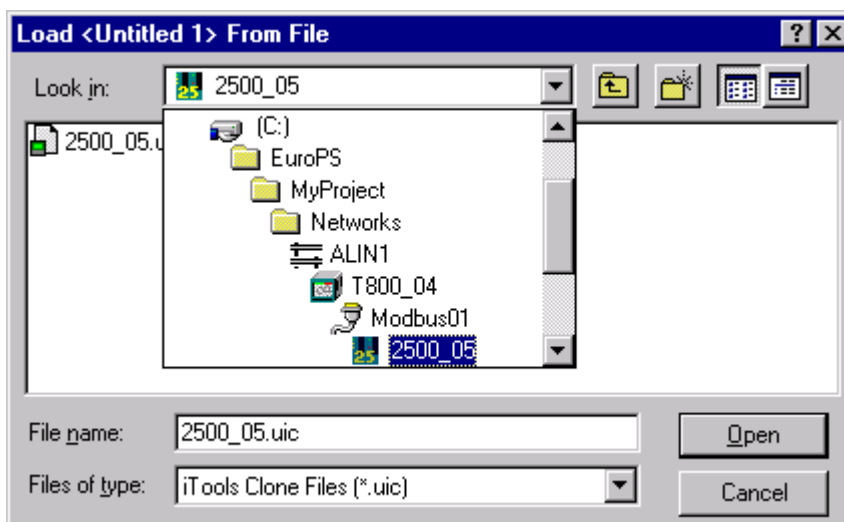 Load <Untitled 1> From File
Look in: 2500_05
2500_05.u
(C:)
EuroPS
MyProject
Networks
ALIN1
T800_04
Modbus01
2500_05
File name: 2500_05.uic
Open
Files of type: iTools Clone Files (*.uic)
Cancel